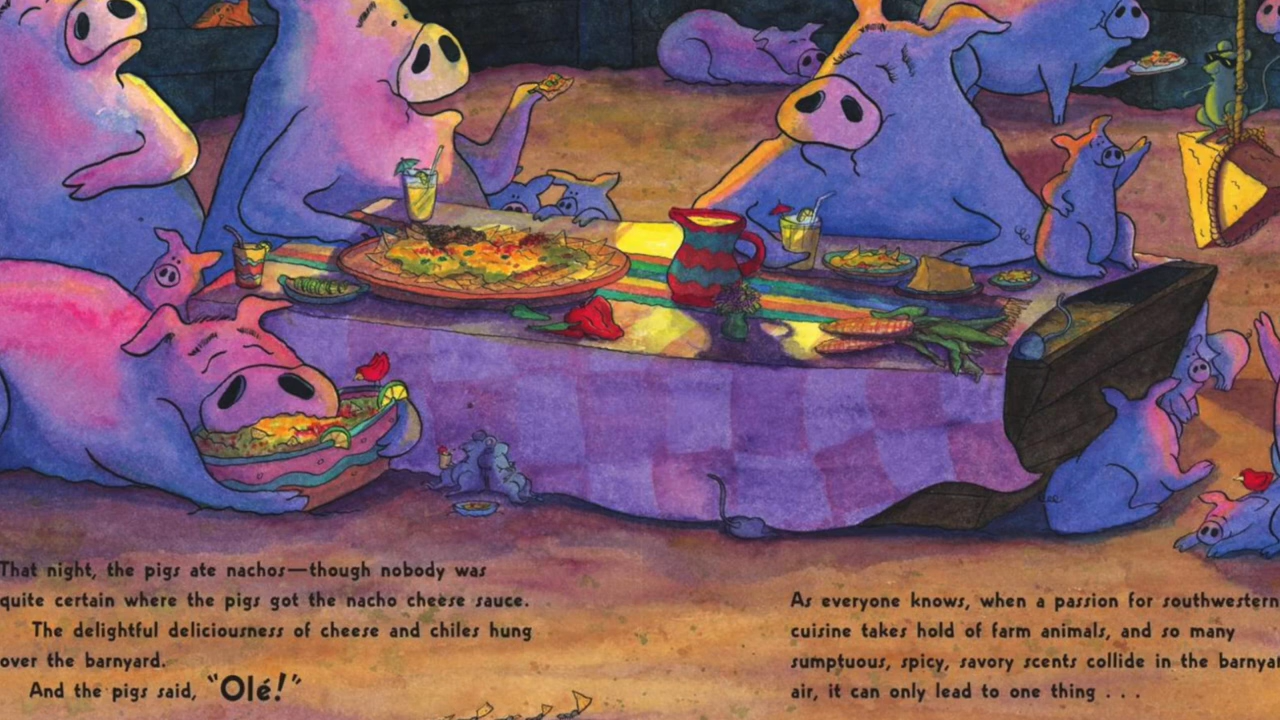 That night, the pigs ate nachos—though nobody was
quite certain where the pigs got the nacho cheese sauce.
The delightful deliciousness of cheese and chiles hung
over the barnyard.
And the pigs said, "Olé!"
As everyone knows, when a passion for southwestern
cuisine takes hold of farm animals, and so many
sumptuous, spicy, savory scents collide in the
air, it can only lead to one thing . . .